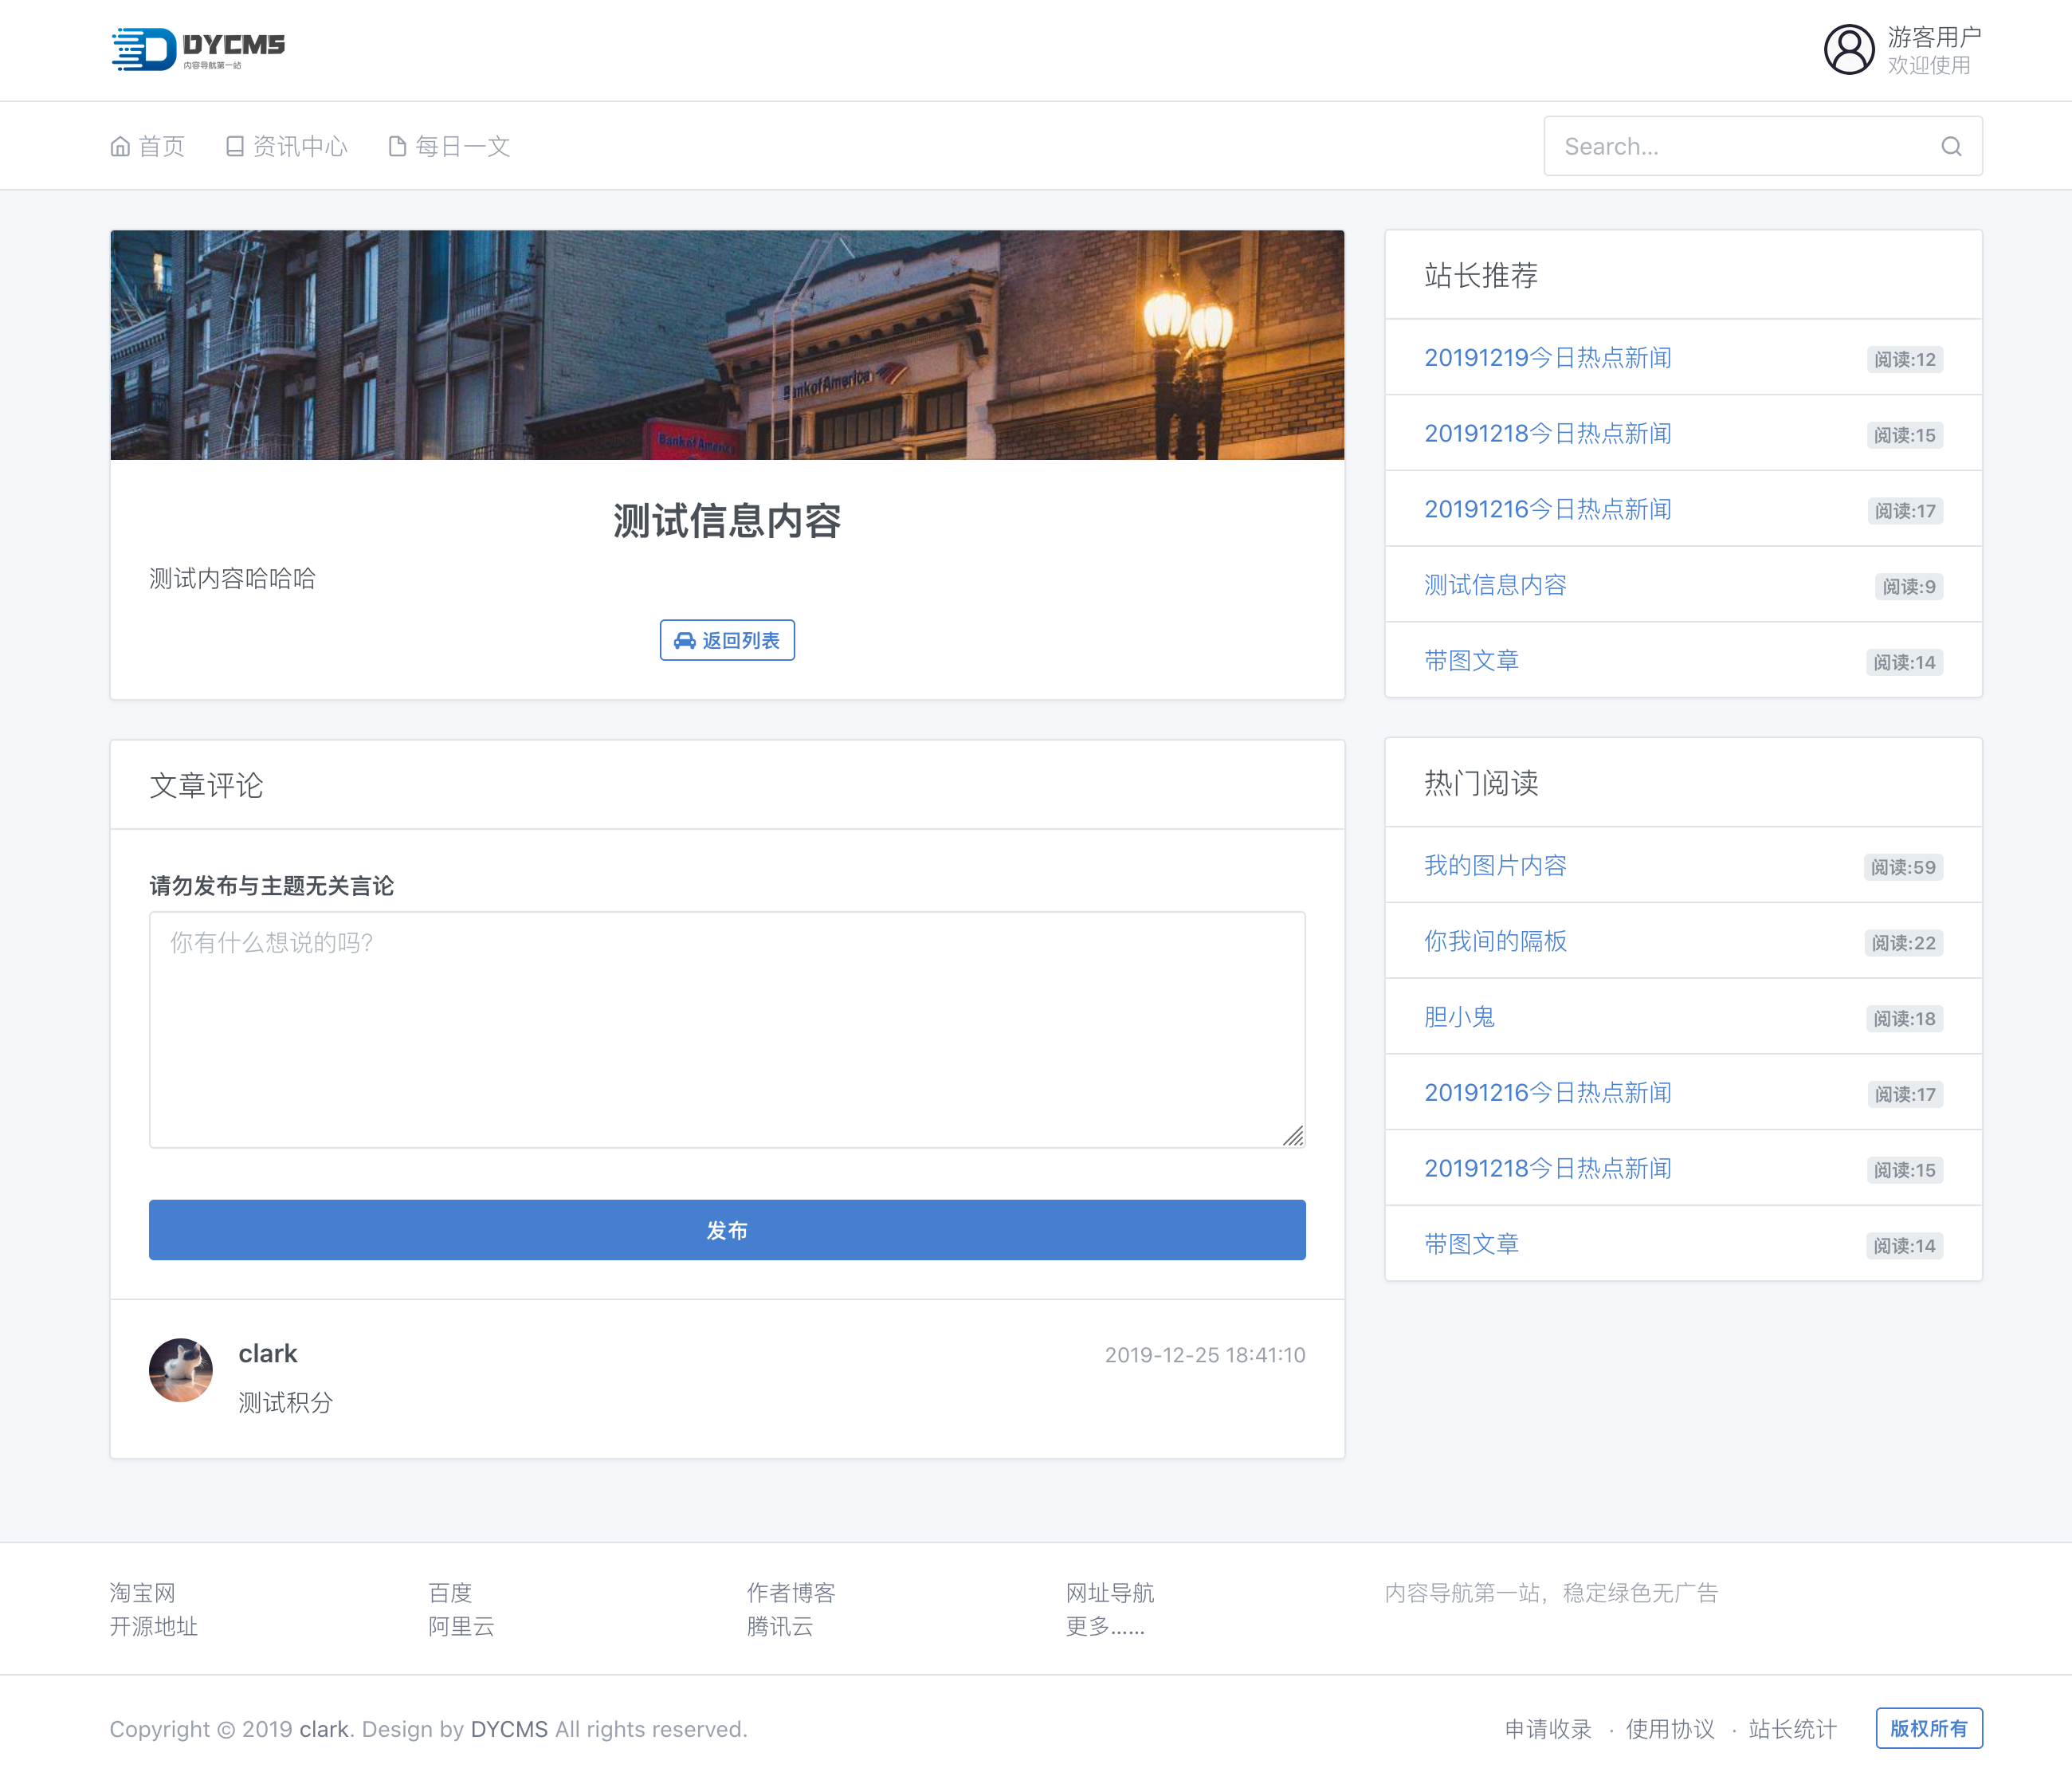 DYCMS
内容导航第一站
游客用户
欢迎使用
首页
资讯中心
每日一文
Search...
Bank of America
Bank of America
测试信息内容
测试内容哈哈哈
返回列表
文章评论
请勿发布与主题无关言论
你有什么想说的吗?
发布
clark
2019-12-25 18:41:10
测试积分
站长推荐
20191219今日热点新闻 阅读:12
20191218今日热点新闻 阅读:15
20191216今日热点新闻 阅读:17
测试信息内容 阅读:9
带图文章 阅读:14
热门阅读
我的图片内容 阅读:59
你我间的隔板 阅读:22
胆小鬼 阅读:18
20191216今日热点新闻 阅读:17
20191218今日热点新闻 阅读:15
带图文章 阅读:14
淘宝网
开源地址
百度
阿里云
作者博客
腾讯云
网址导航
更多......
内容导航第一站，稳定绿色无广告
Copyright © 2019 clark. Design by DYCMS All rights reserved.
申请收录 · 使用协议 · 站长统计
版权所有